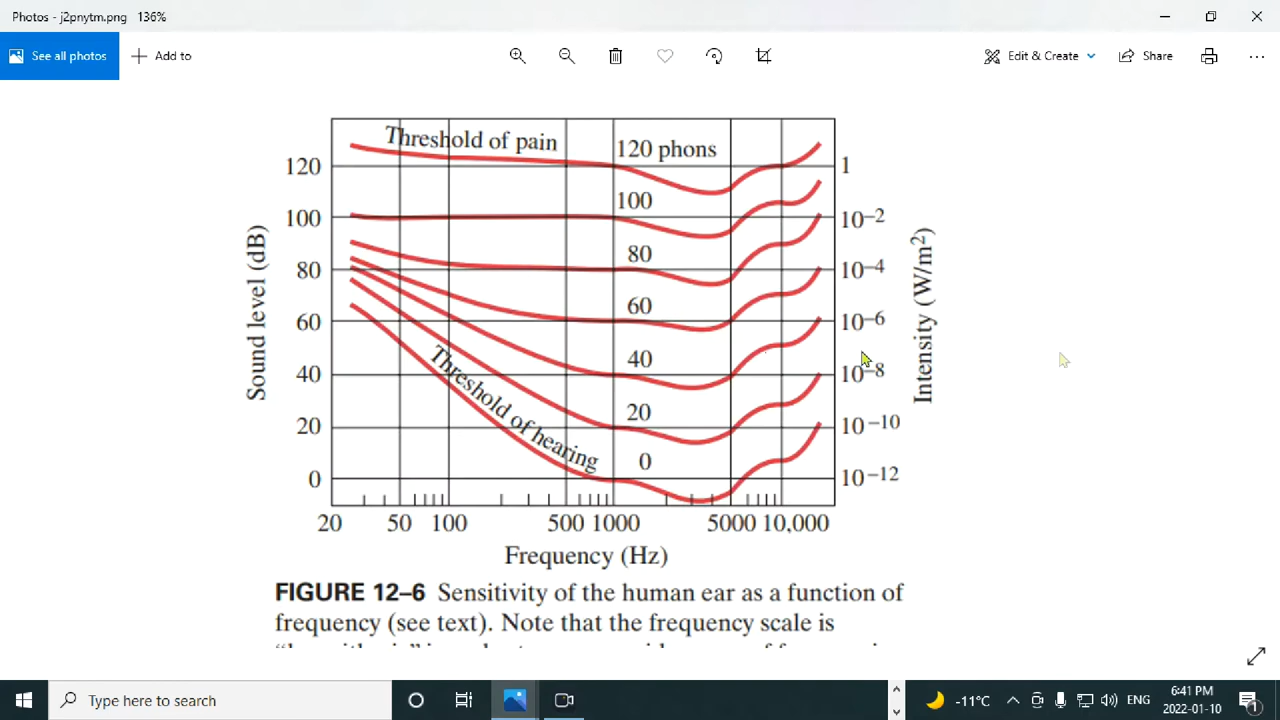 Photos - j2pnytm.png 136%
See all photos
Add to
Edit & Create
Share
Threshold of pain
120 phons
120
1
100
100
10⁻²
80
80
10⁻⁴
60
60
10⁻⁶
40
40
10⁻⁸
20
20
10⁻¹⁰
Threshold of hearing
0
0
10⁻¹²
Sound level (dB)
Intensity (W/m²)
20 50 100 500 1000 5000 10,000
Frequency (Hz)
FIGURE 12–6 Sensitivity of the human ear as a function of
frequency (see text). Note that the frequency scale is
Type here to search
-11°C
ENG
6:41 PM
2022-01-10
1